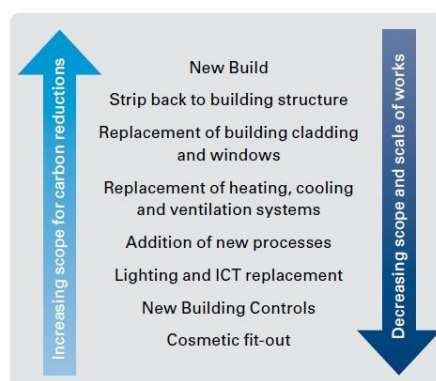 Increasing scope for carbon reductions
New Build
Strip back to building structure
Replacement of building cladding
and windows
Replacement of heating, cooling
and ventilation systems
Addition of new processes
Lighting and ICT replacement
New Building Controls
Cosmetic fit-out
Decreasing scope and scale of works